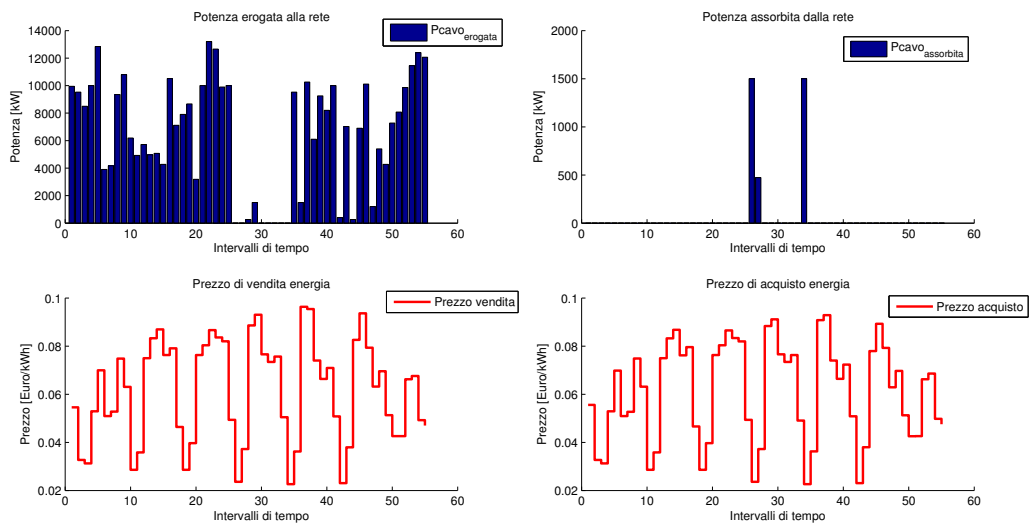 Potenza erogata alla rete
Pcavo erogata
Potenza [kW]
14000
12000
10000
8000
6000
4000
2000
0
0 10 20 30 40 50 60
Intervalli di tempo
Potenza assorbita dalla rete
Pcavo assorbita
Potenza [kW]
2000
1500
1000
500
0
0 10 20 30 40 50 60
Intervalli di tempo
Prezzo di vendita energia
Prezzo vendita
Prezzo [Euro/kWh]
0.1
0.08
0.06
0.04
0.02
0 10 20 30 40 50 60
Intervalli di tempo
Prezzo di acquisto energia
Prezzo acquisto
Prezzo [Euro/kWh]
0.1
0.08
0.06
0.04
0.02
0 10 20 30 40 50 60
Intervalli di tempo